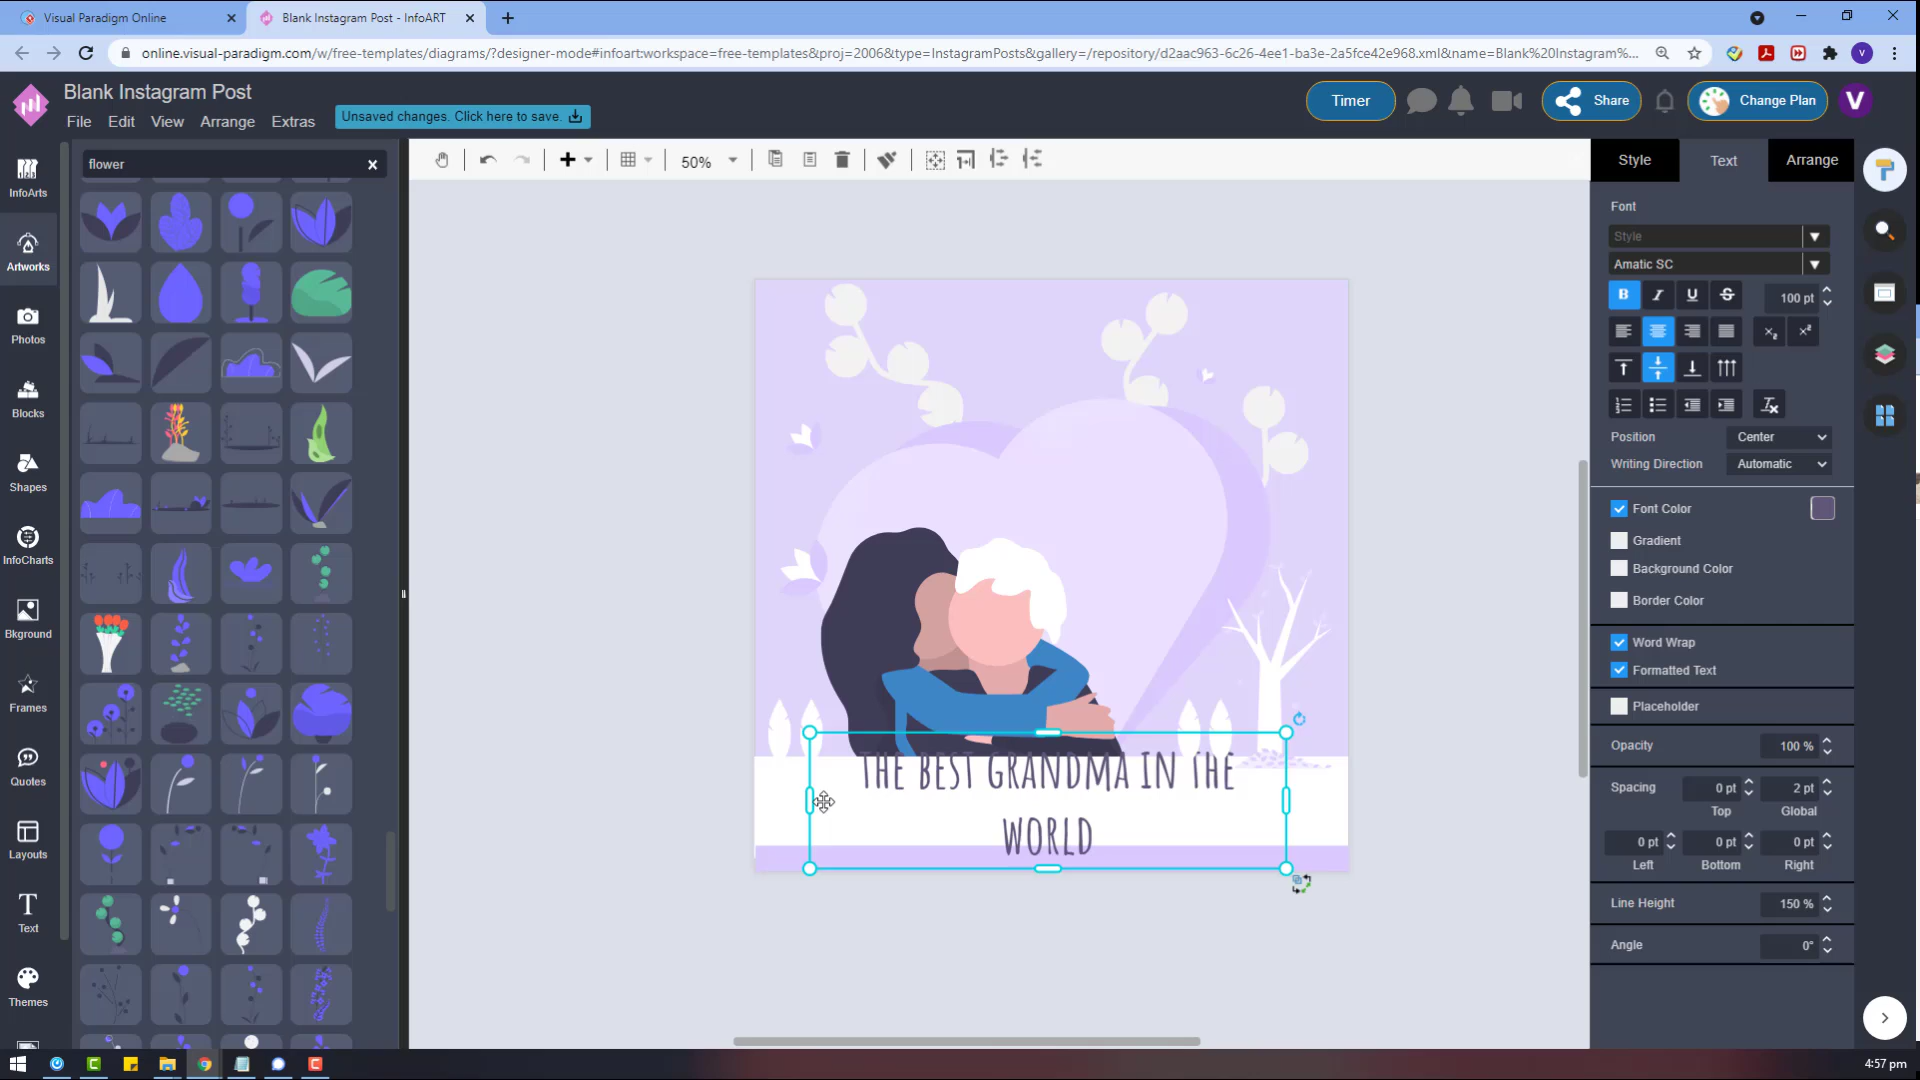 Visual Paradigm Online
Blank Instagram Post - InfoART
online.visual-paradigm.com/w/free-templates/diagrams/?designer-mode#infoart:workspace=free-templates&proj=2006&type=InstagramPosts&gallery=/repository/d2aac963-6c26-4ee1-ba3e-2a5fce42e968.xml&name=Blank%20Instagram%...
V
Blank Instagram Post
File Edit View Arrange Extras
Unsaved changes. Click here to save.
Timer
Share
Change Plan
V
InfoArts
Artworks
Photos
Blocks
Shapes
InfoCharts
Bkground
Frames
Quotes
Layouts
Text
Themes
flower
50%
THE BEST GRANDMA IN THE
WORLD
Style Text Arrange
Font
Style
Amatic SC
B I U S 100 pt
Position Center
Writing Direction Automatic
Font Color
Gradient
Background Color
Border Color
Word Wrap
Formatted Text
Placeholder
Opacity 100 %
Spacing 0 pt 2 pt
Top Global
0 pt 0 pt 0 pt
Left Bottom Right
Line Height 150 %
Angle 0°
4:57 pm